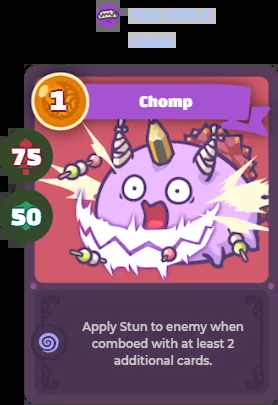 1
Chomp
75
50
Apply Stun to enemy when
comboed with at least 2
additional cards.